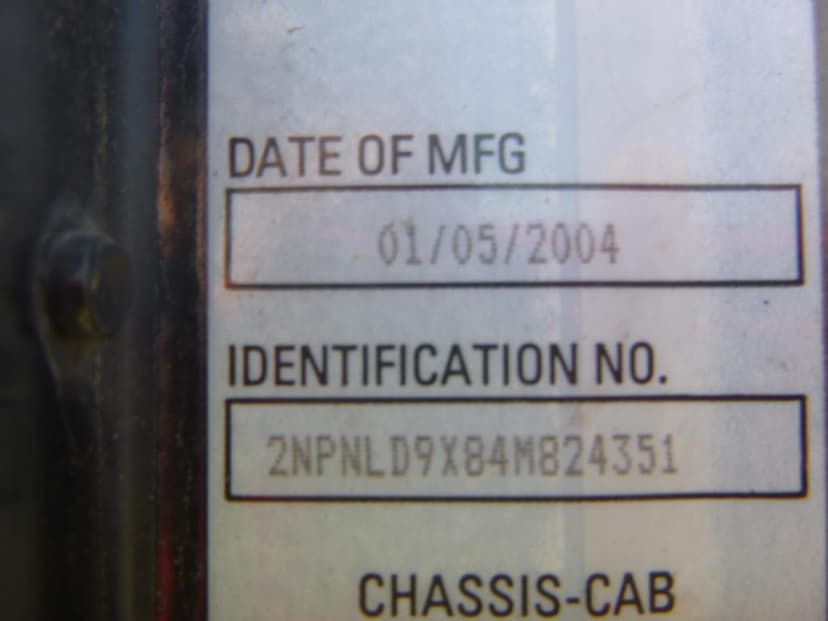 DATE OF MFG
01/05/2004
IDENTIFICATION NO.
2NPNLD9X84M824351
CHASSIS-CAB